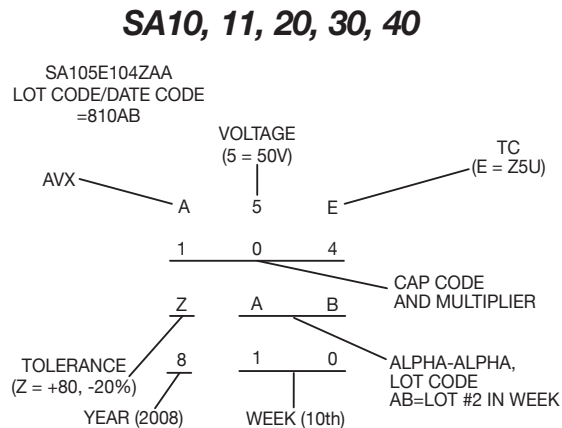 SA10, 11, 20, 30, 40
SA105E104ZAA
LOT CODE/DATE CODE
=810AB
VOLTAGE
(5 = 50V)
TC
(E = Z5U)
AVX
A 5 E
1 0 4
CAP CODE
AND MULTIPLIER
Z A B
TOLERANCE
(Z = +80, -20%)
8 1 0
ALPHA-ALPHA,
LOT CODE
AB=LOT #2 IN WEEK
YEAR (2008)
WEEK (10th)